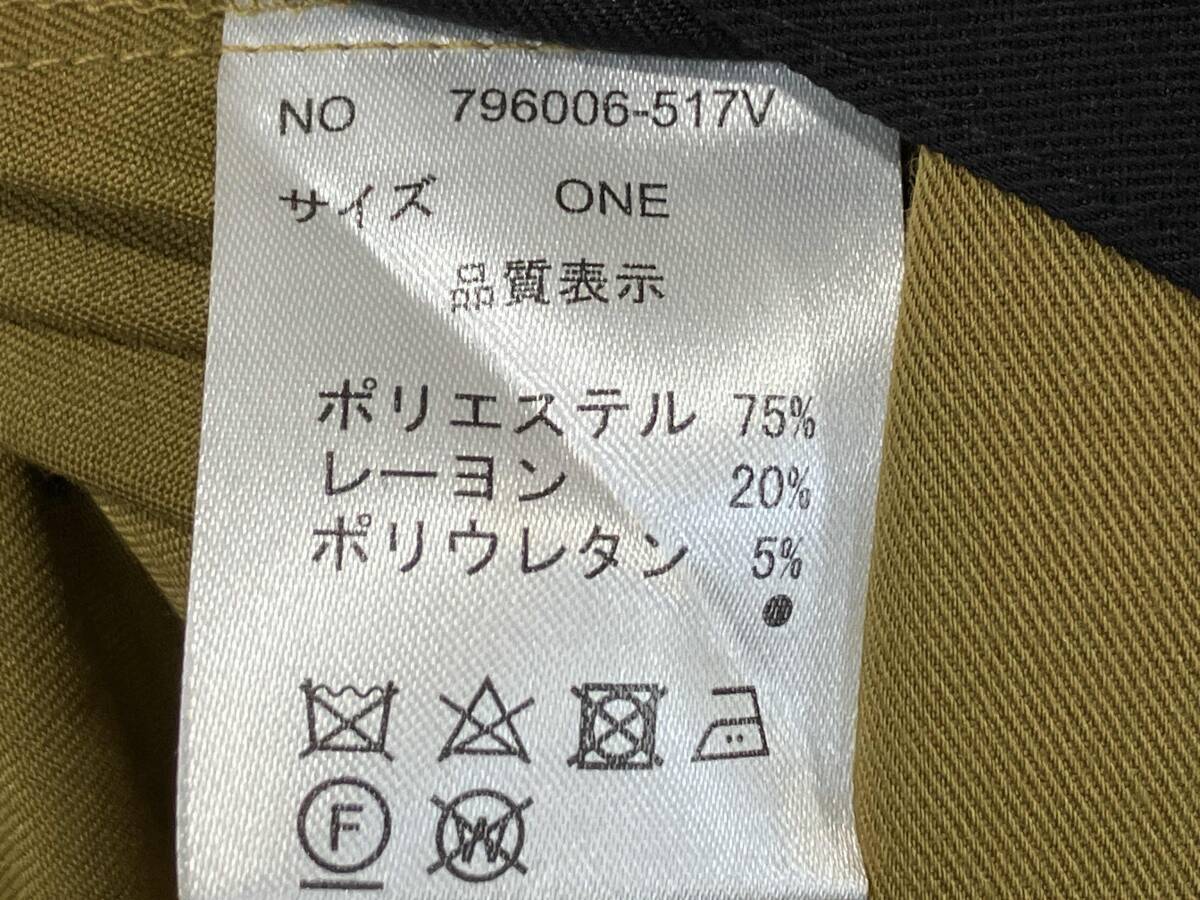 NO 796006-517V
サイズ ONE
品質表示
ポリエステル 75%
レーヨン 20%
ポリウレタン 5%
F
W